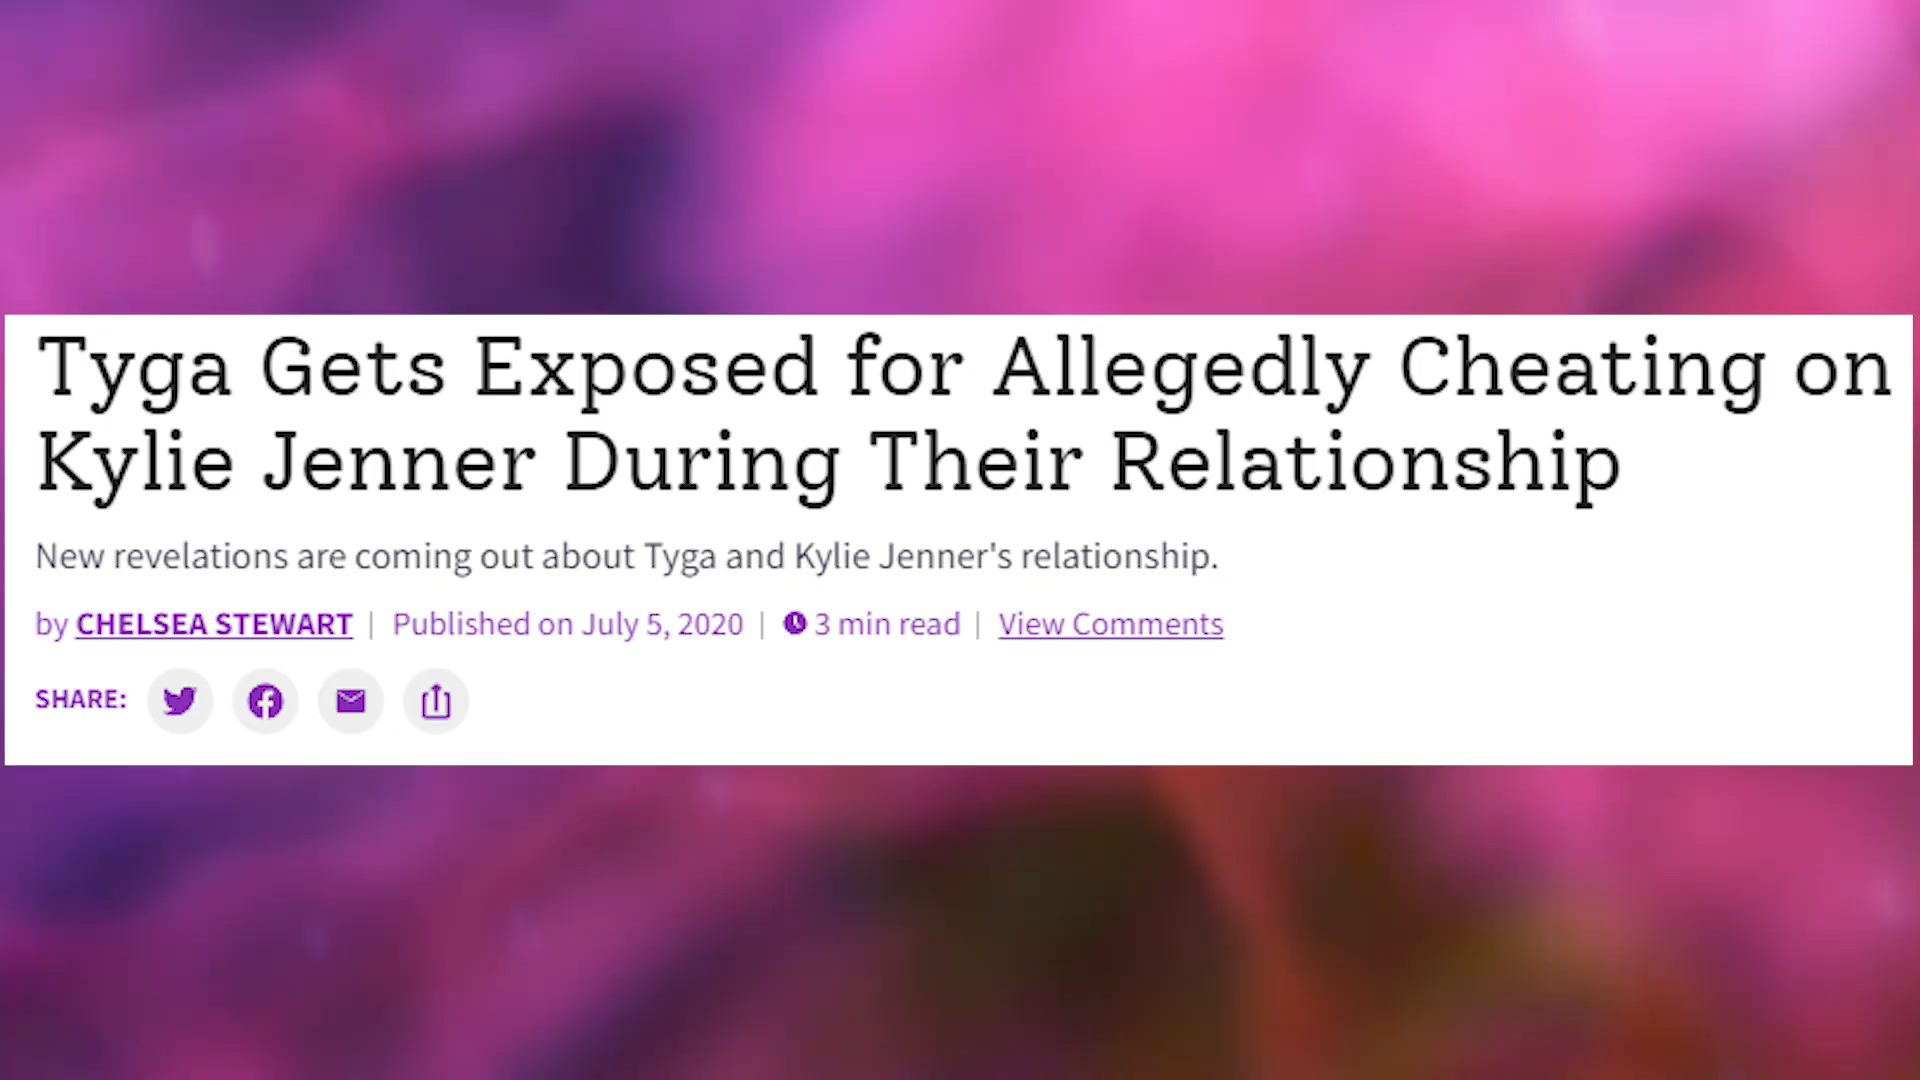 Tyga Gets Exposed for Allegedly Cheating on
Kylie Jenner During Their Relationship
New revelations are coming out about Tyga and Kylie Jenner's relationship.
by CHELSEA STEWART | Published on July 5, 2020 | 3 min read | View Comments
SHARE: